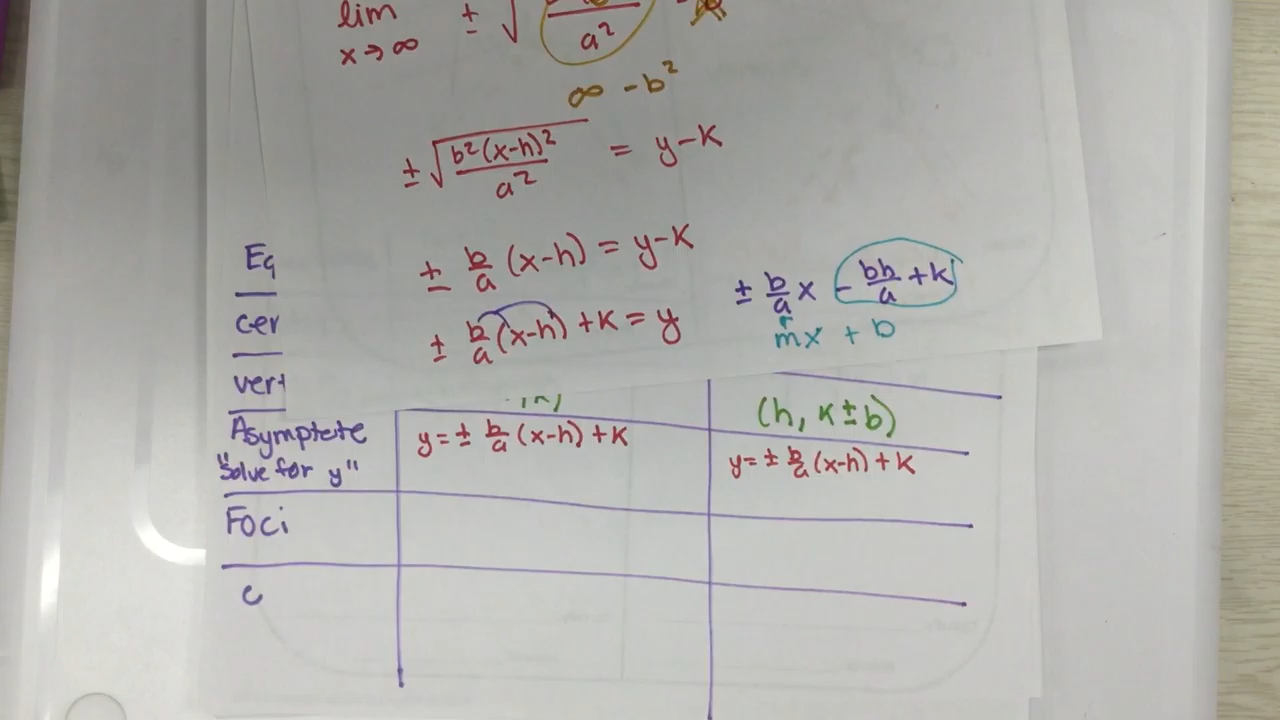 lim ± √
x→∞ a²
∞ - b²
± √(b²(x-h)²/a²) = y-k
± b/a (x-h) = y-k
± b/a (x-h) + k = y
± b/a x - bh/a + k
mx + b
Eq
cer
vert
(h, k±b)
Asymptote
"Solve for y"
y = ± b/a (x-h) + k
y = ± b/a (x-h) + k
Foci
c